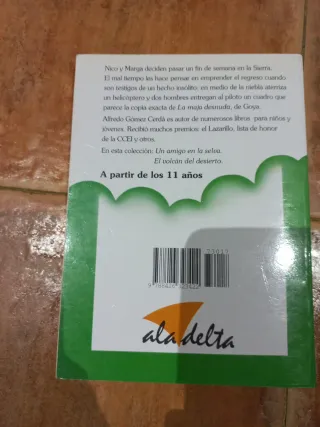 Nico y Marga deciden pasar un fin de semana en la Sierra.
El mal tiempo les hace pensar en emprender el regreso cuando
son testigos de un hecho insólito: en medio de la niebla aterriza
un helicóptero y dos hombres entregan al piloto un cuadro que
parece la copia exacta de La maja desnuda, de Goya.
Alfredo Gómez Cerdá es autor de numerosos libros para niños y
jóvenes. Recibió muchos premios: el Lazarillo, lista de honor
de la CCEI y otros.
En esta colección: Un amigo en la selva.
El volcán del desierto.
A partir de los 11 años
ala delta